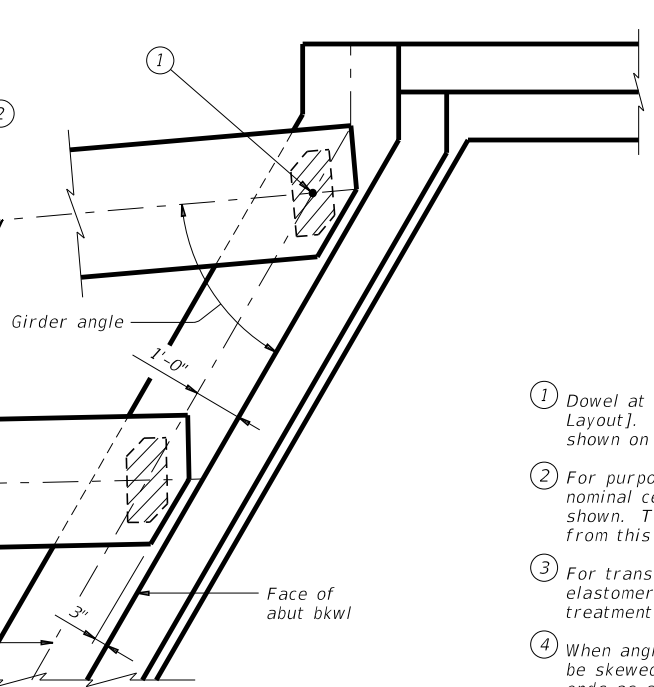 1
2
Girder angle
1'-0"
Face of
abut bkwl
3"
1 Dowel at
Layout].
shown on
2 For purpo
nominal ce
shown. T
from this
3 For trans
elastomer
treatment
4 When angl
be skewed